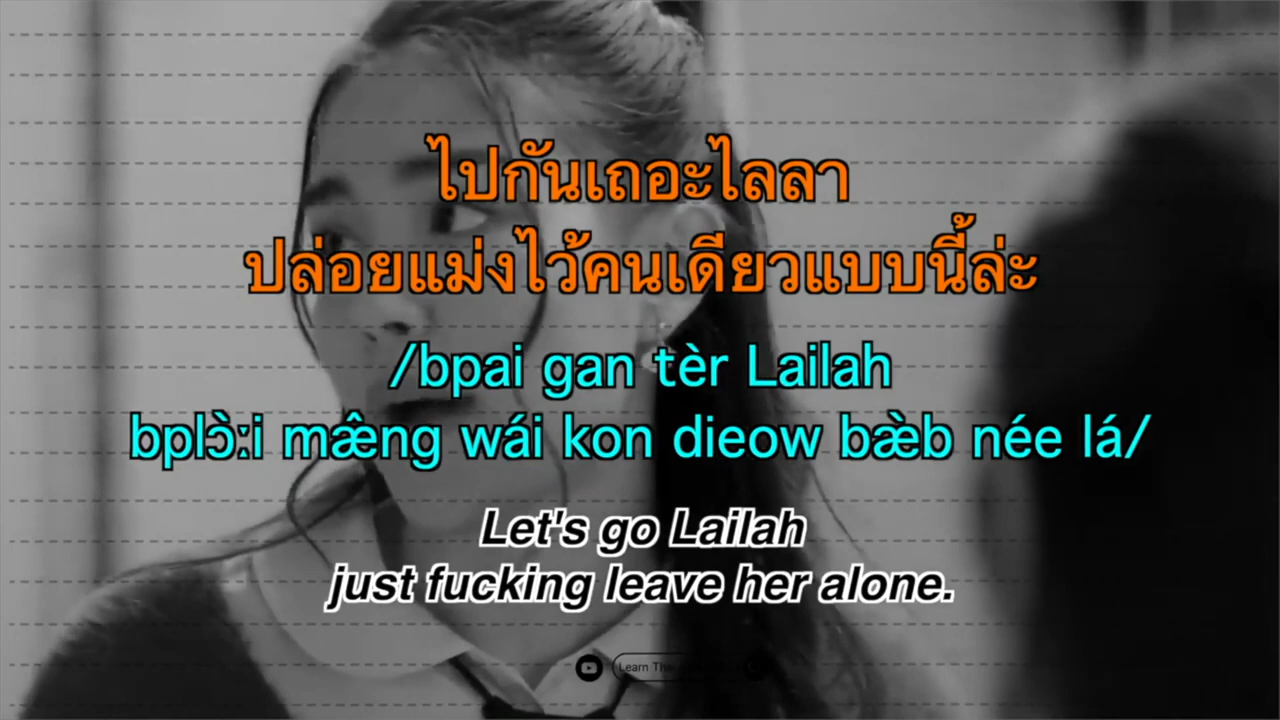 ไปกันเถอะไลลา
ปล่อยแม่งไว้คนเดียวแบบนี้ล่ะ
/bpai gan tèr Lailah
bplɔ̀ːi mæ̂ng wái kon dieow bæ̀b née lá/
Let's go Lailah
just fucking leave her alone.
Learn